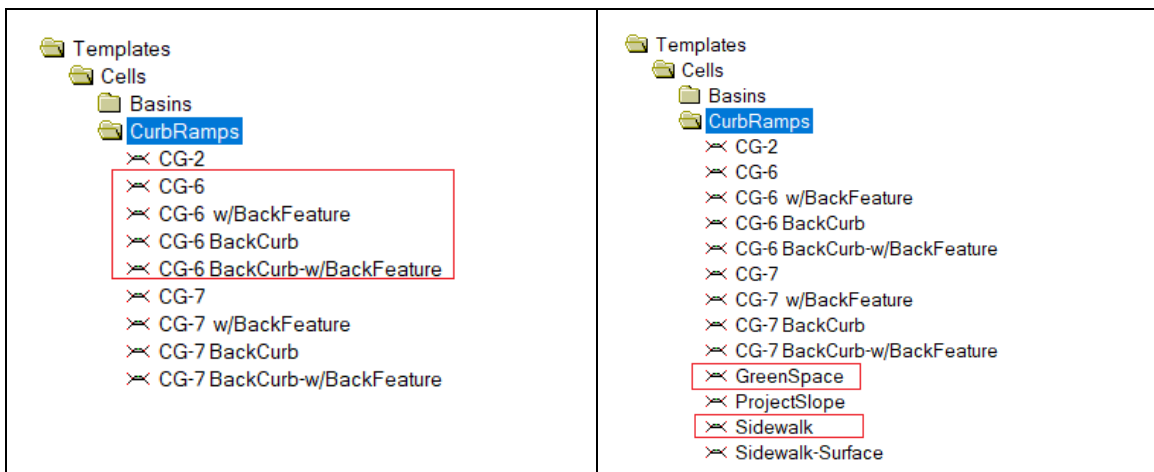 Templates
Cells
Basins
CurbRamps
CG-2
CG-6
CG-6 w/BackFeature
CG-6 BackCurb
CG-6 BackCurb-w/BackFeature
CG-7
CG-7 w/BackFeature
CG-7 BackCurb
CG-7 BackCurb-w/BackFeature
Templates
Cells
Basins
CurbRamps
CG-2
CG-6
CG-6 w/BackFeature
CG-6 BackCurb
CG-6 BackCurb-w/BackFeature
CG-7
CG-7 w/BackFeature
CG-7 BackCurb
CG-7 BackCurb-w/BackFeature
GreenSpace
ProjectSlope
Sidewalk
Sidewalk-Surface